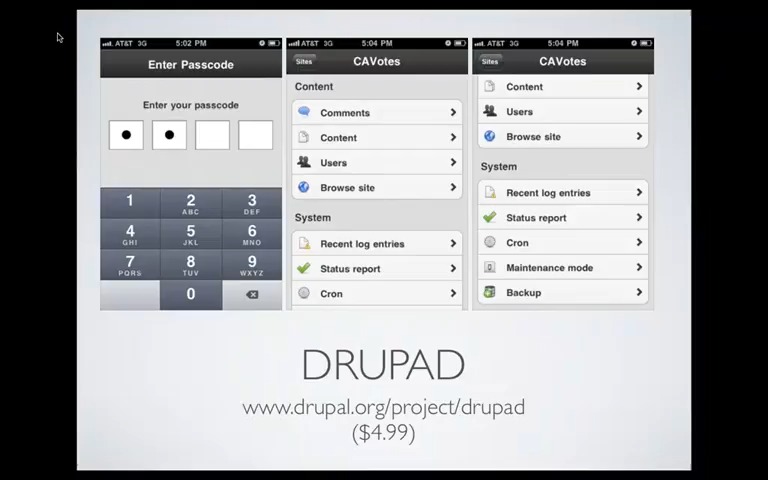 AT&T 3G 5:02 PM
Enter Passcode
Enter your passcode
1
2 ABC
3 DEF
4 GHI
5 JKL
6 MNO
7 PQRS
8 TUV
9 WXYZ
0
AT&T 3G 5:04 PM
Sites CAVotes
Content
Comments
Content
Users
Browse site
System
Recent log entries
Status report
Cron
AT&T 3G 5:04 PM
Sites CAVotes
Content
Users
Browse site
System
Recent log entries
Status report
Cron
Maintenance mode
Backup
DRUPAD
www.drupal.org/project/drupad
($4.99)